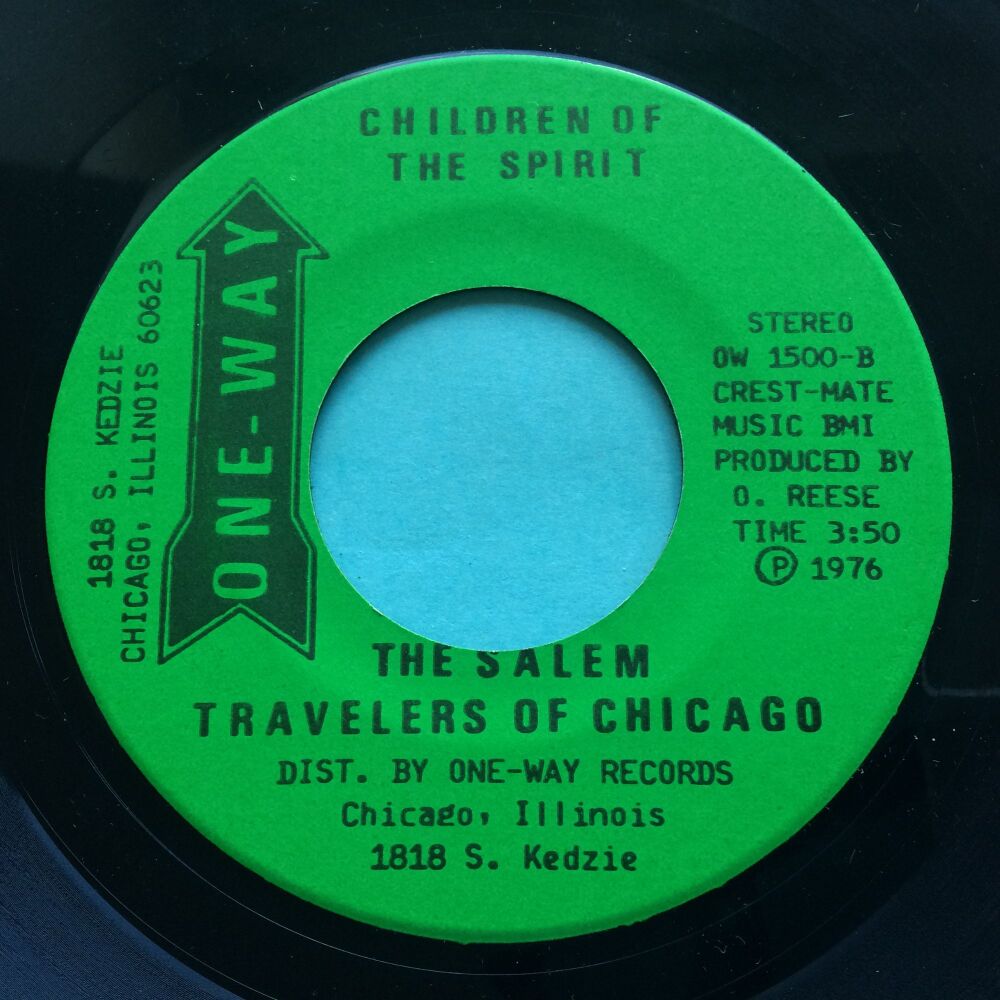 CHILDREN OF
THE SPIRIT
ONE-WAY
1818 S. KEDZIE
CHICAGO, ILLINOIS 60623
STEREO
OW 1500-B
CREST-MATE
MUSIC BMI
PRODUCED BY
O. REESE
TIME 3:50
Ⓟ 1976
THE SALEM
TRAVELERS OF CHICAGO
DIST. BY ONE-WAY RECORDS
Chicago, Illinois
1818 S. Kedzie